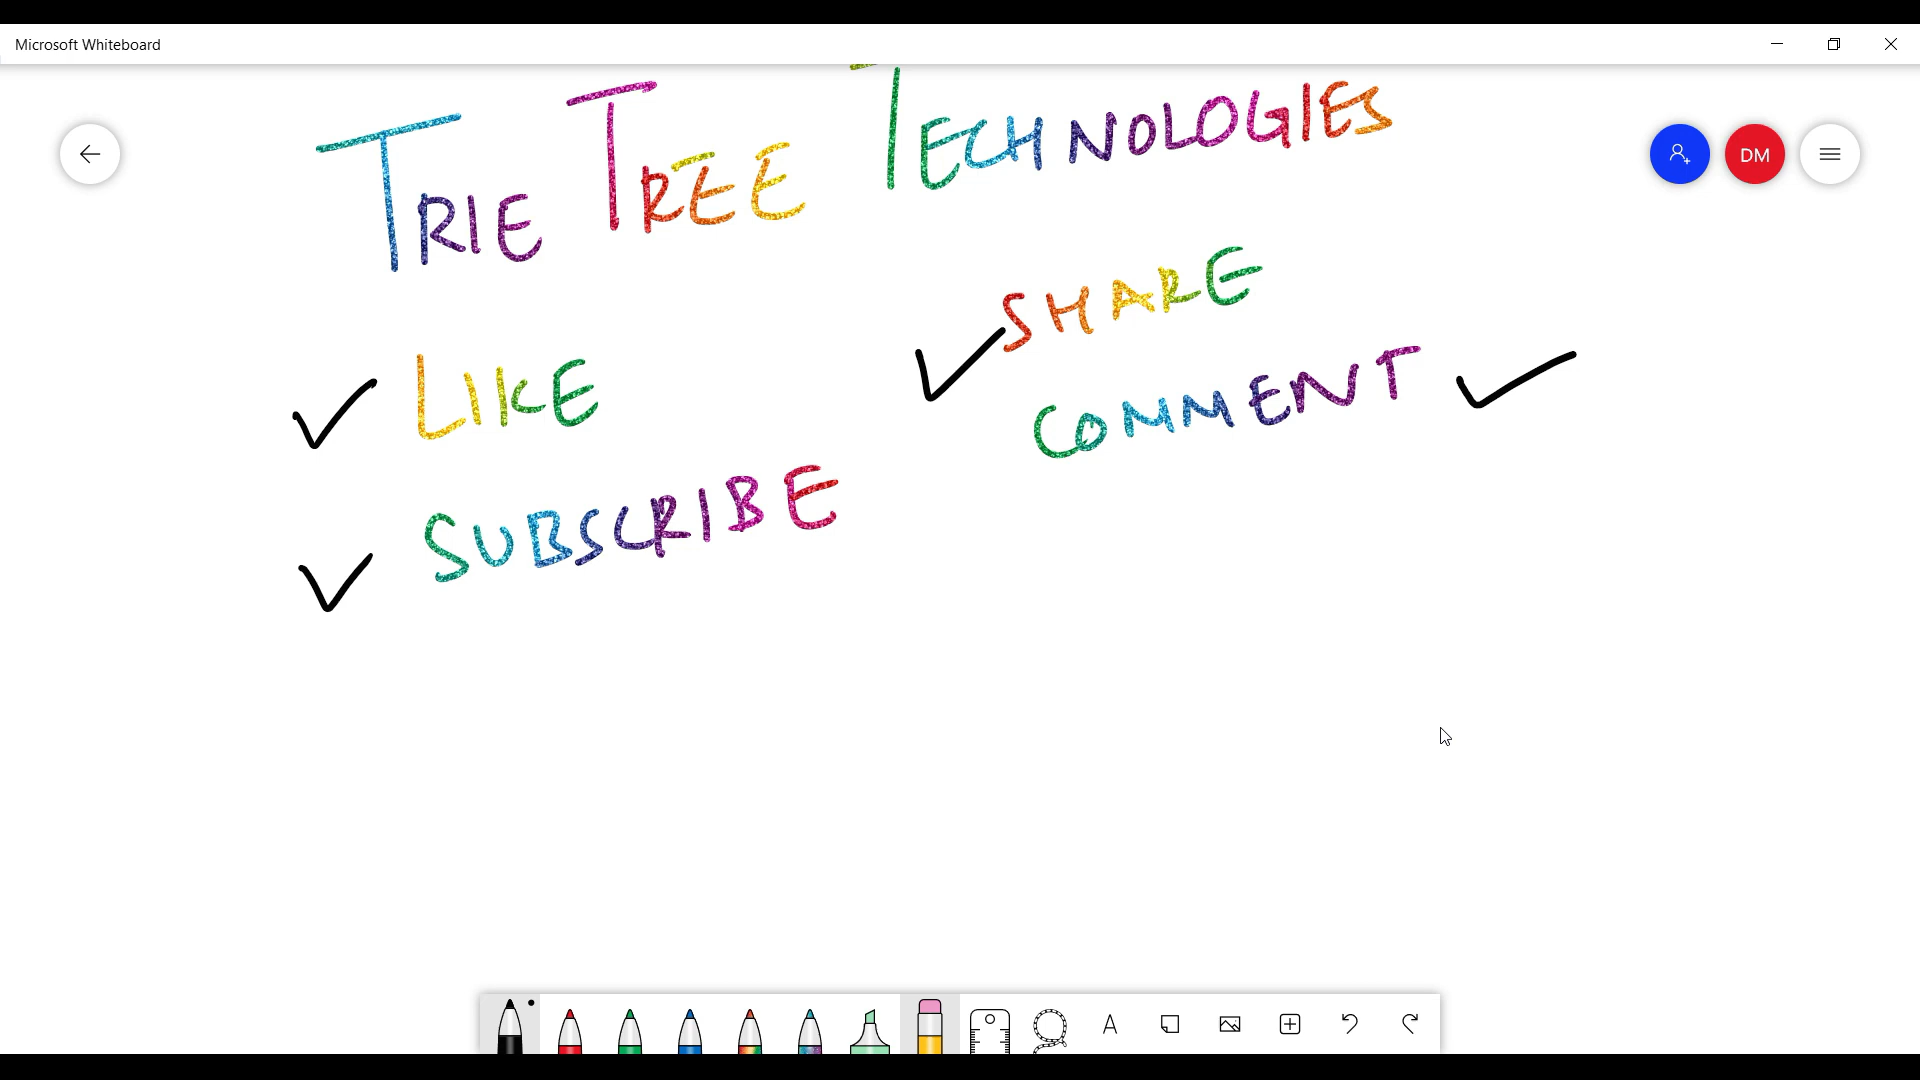 Microsoft Whiteboard
TRIE TREE TECHNOLOGIES
DM
SHARE
LIKE
COMMENT
SUBSCRIBE
A